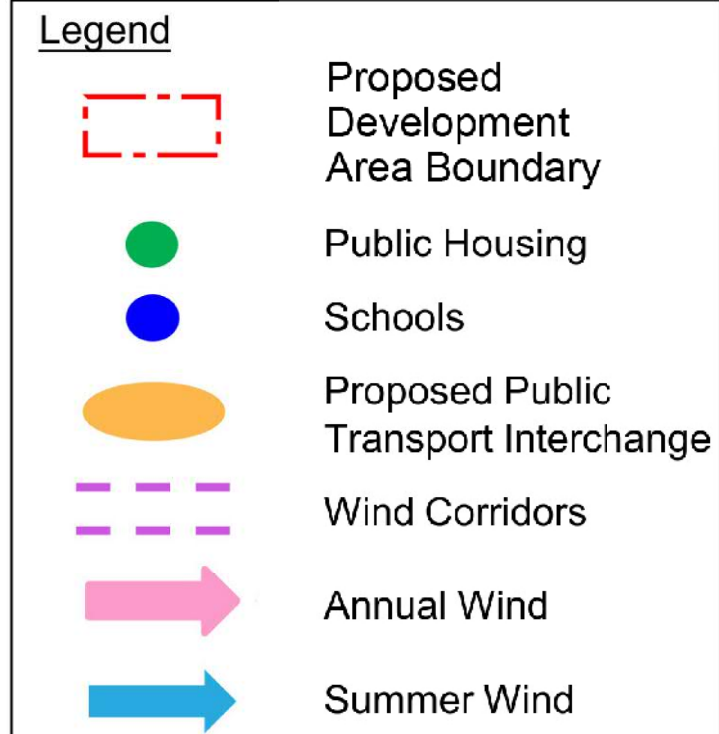 Legend
Proposed
Development
Area Boundary
Public Housing
Schools
Proposed Public
Transport Interchange
Wind Corridors
Annual Wind
Summer Wind